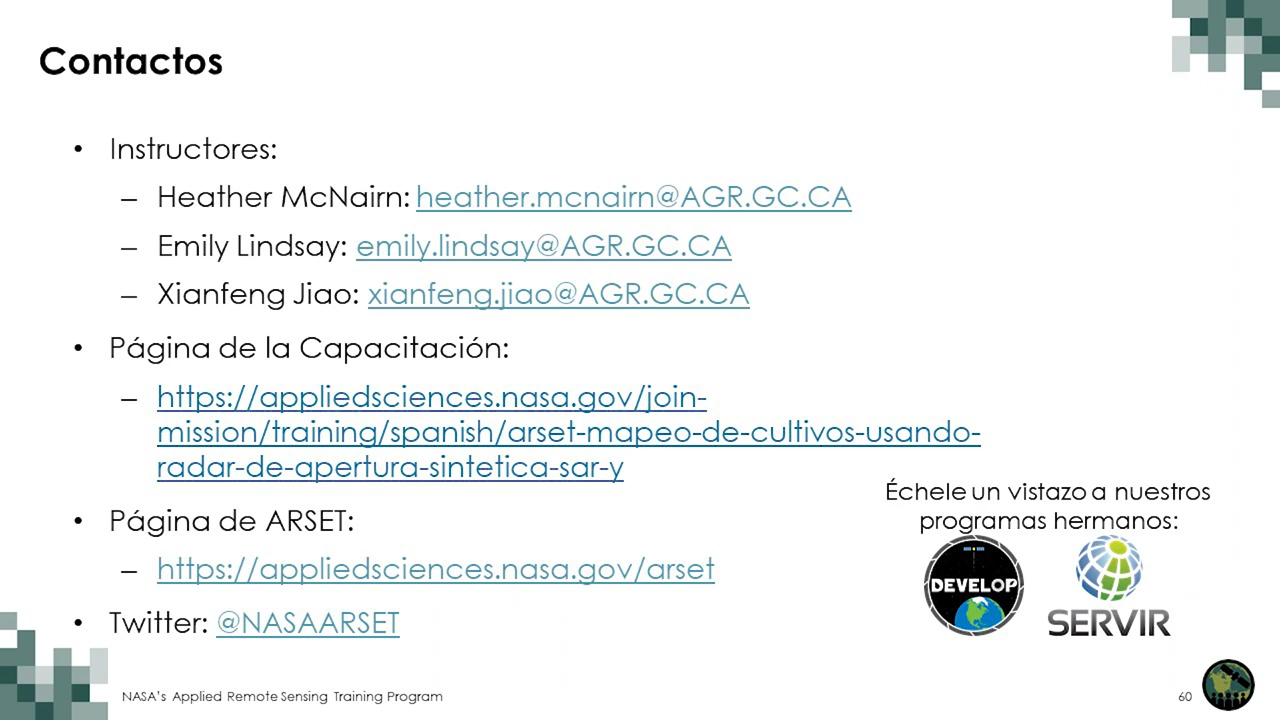 Contactos
• Instructores:
– Heather McNairn: heather.mcnairn@AGR.GC.CA
– Emily Lindsay: emily.lindsay@AGR.GC.CA
– Xianfeng Jiao: xianfeng.jiao@AGR.GC.CA
• Página de la Capacitación:
– https://appliedsciences.nasa.gov/join-
mission/training/spanish/arset-mapeo-de-cultivos-usando-
radar-de-apertura-sintetica-sar-y
• Página de ARSET:
– https://appliedsciences.nasa.gov/arset
• Twitter: @NASAARSET
Échele un vistazo a nuestros
programas hermanos:
DEVELOP
SERVIR
NASA's Applied Remote Sensing Training Program
60